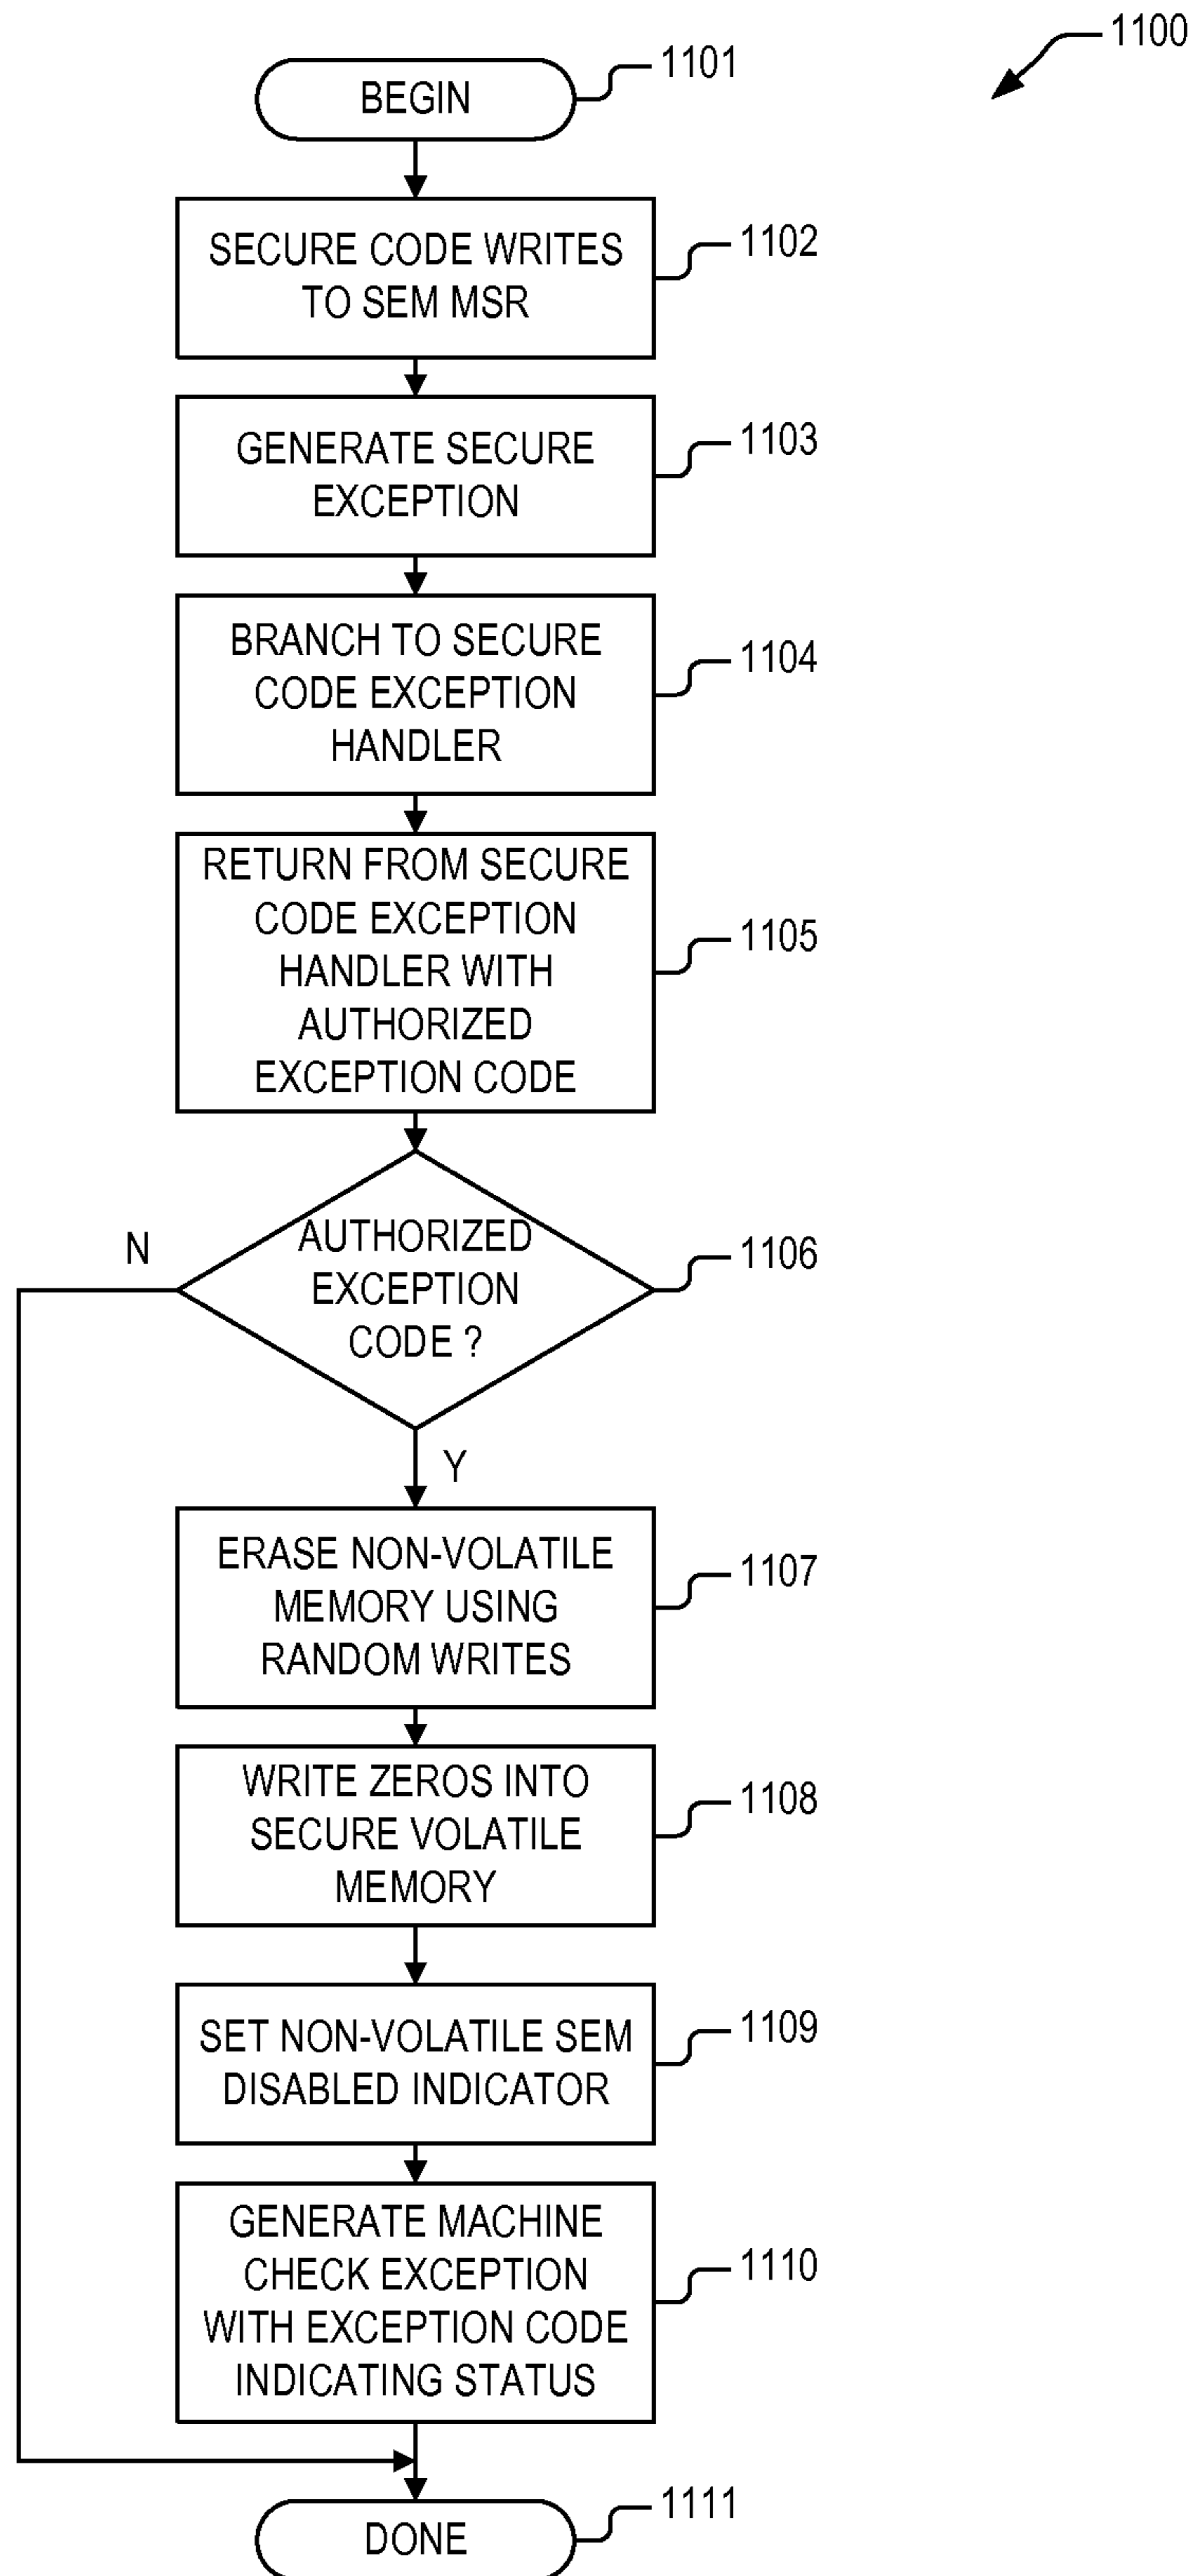 1100
1101
BEGIN
SECURE CODE WRITES
TO SEM MSR
1102
GENERATE SECURE
EXCEPTION
1103
BRANCH TO SECURE
CODE EXCEPTION
HANDLER
1104
RETURN FROM SECURE
CODE EXCEPTION
HANDLER WITH
AUTHORIZED
EXCEPTION CODE
1105
AUTHORIZED
EXCEPTION
CODE ?
1106
N
Y
ERASE NON-VOLATILE
MEMORY USING
RANDOM WRITES
1107
WRITE ZEROS INTO
SECURE VOLATILE
MEMORY
1108
SET NON-VOLATILE SEM
DISABLED INDICATOR
1109
GENERATE MACHINE
CHECK EXCEPTION
WITH EXCEPTION CODE
INDICATING STATUS
1110
DONE
1111